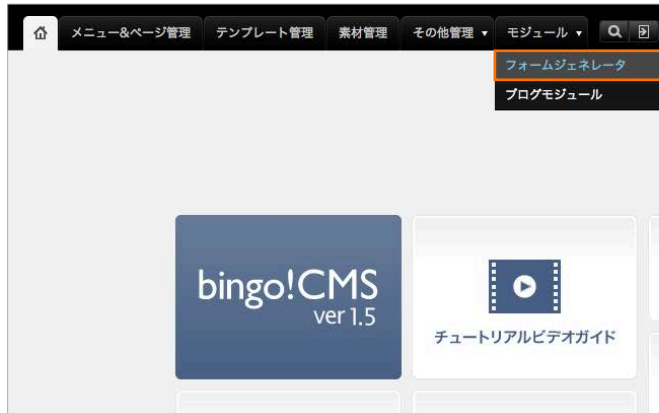 メニュー&ページ管理 テンプレート管理 素材管理 その他管理 ▼ モジュール ▼
フォームジェネレータ
ブログモジュール
bingo!CMS
ver 1.5
チュートリアルビデオガイド